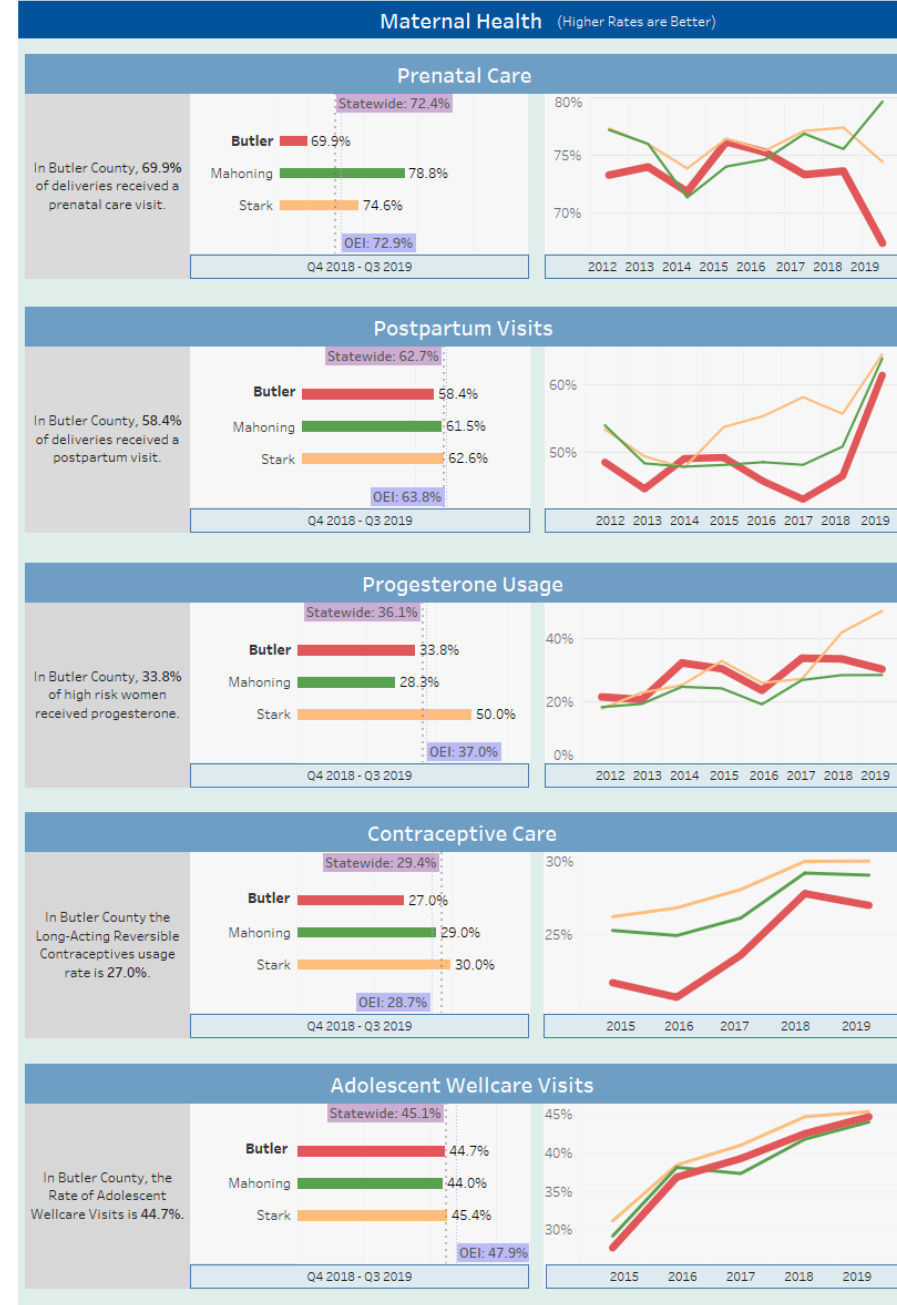 Maternal Health (Higher Rates are Better)
Prenatal Care
In Butler County, 69.9%
of deliveries received a
prenatal care visit.
Statewide: 72.4%
Butler 69.9%
Mahoning 78.8%
Stark 74.6%
OEI: 72.9%
Q4 2018 - Q3 2019
80%
75%
70%
2012 2013 2014 2015 2016 2017 2018 2019
Postpartum Visits
In Butler County, 58.4%
of deliveries received a
postpartum visit.
Statewide: 62.7%
Butler 58.4%
Mahoning 61.5%
Stark 62.6%
OEI: 63.8%
Q4 2018 - Q3 2019
60%
50%
2012 2013 2014 2015 2016 2017 2018 2019
Progesterone Usage
In Butler County, 33.8%
of high risk women
received progesterone.
Statewide: 36.1%
Butler 33.8%
Mahoning 28.3%
Stark 50.0%
OEI: 37.0%
Q4 2018 - Q3 2019
40%
20%
0%
2012 2013 2014 2015 2016 2017 2018 2019
Contraceptive Care
In Butler County the
Long-Acting Reversible
Contraceptives usage
rate is 27.0%.
Statewide: 29.4%
Butler 27.0%
Mahoning 29.0%
Stark 30.0%
OEI: 28.7%
Q4 2018 - Q3 2019
30%
25%
2015 2016 2017 2018 2019
Adolescent Wellcare Visits
In Butler County, the
Rate of Adolescent
Wellcare Visits is 44.7%.
Statewide: 45.1%
Butler 44.7%
Mahoning 44.0%
Stark 45.4%
OEI: 47.9%
Q4 2018 - Q3 2019
45%
40%
35%
30%
2015 2016 2017 2018 2019